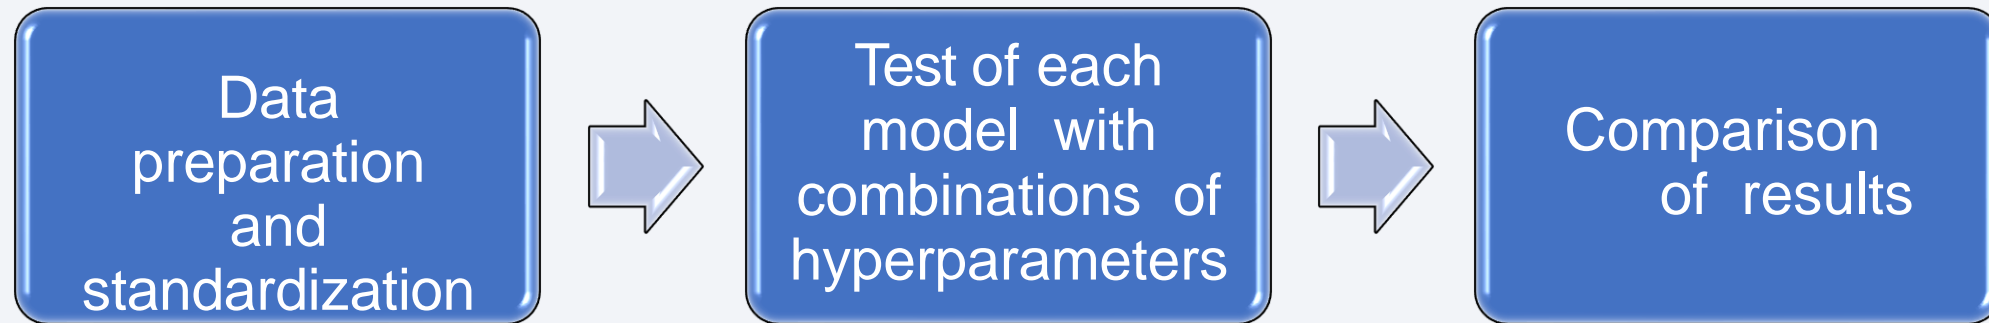 Data
preparation
and
standardization
Test of each
model with
combinations of
hyperparameters
Comparison
of results